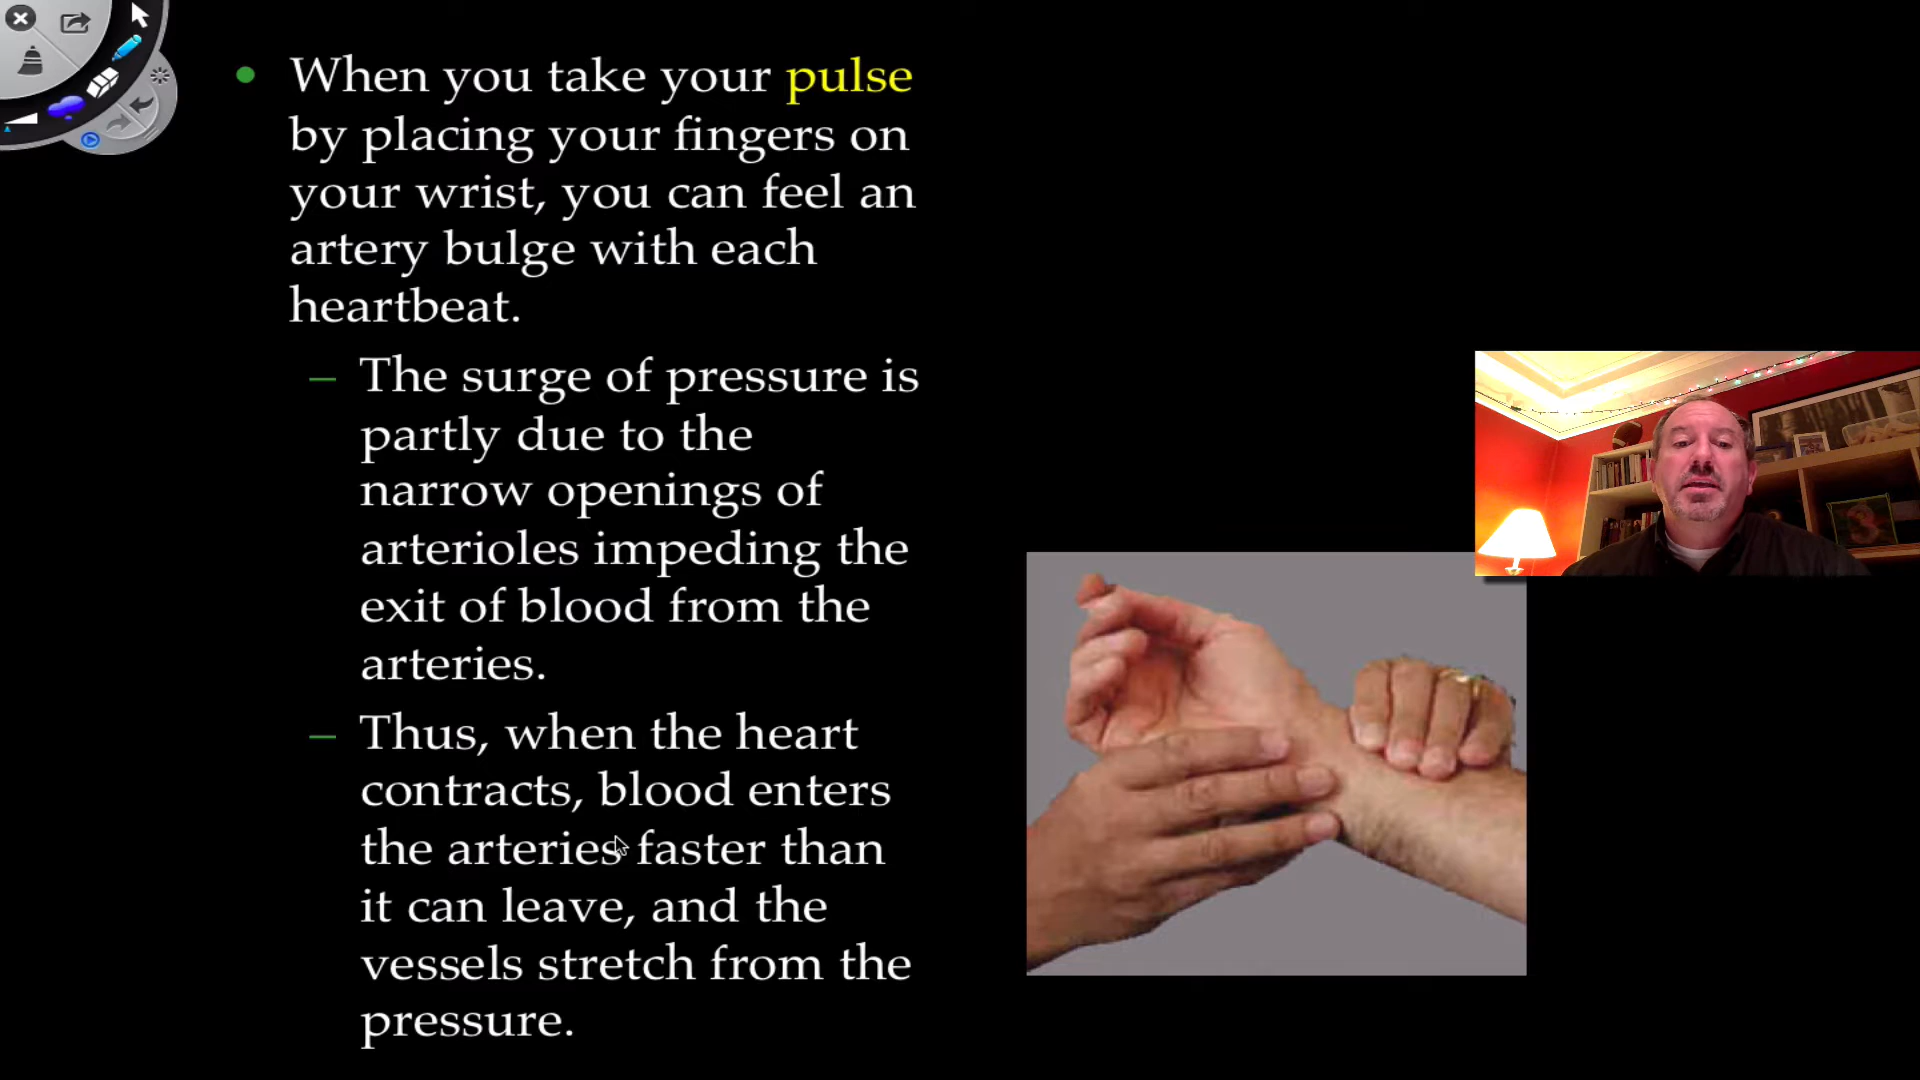 When you take your pulse
by placing your fingers on
your wrist, you can feel an
artery bulge with each
heartbeat.
– The surge of pressure is
partly due to the
narrow openings of
arterioles impeding the
exit of blood from the
arteries.
– Thus, when the heart
contracts, blood enters
the arteries faster than
it can leave, and the
vessels stretch from the
pressure.